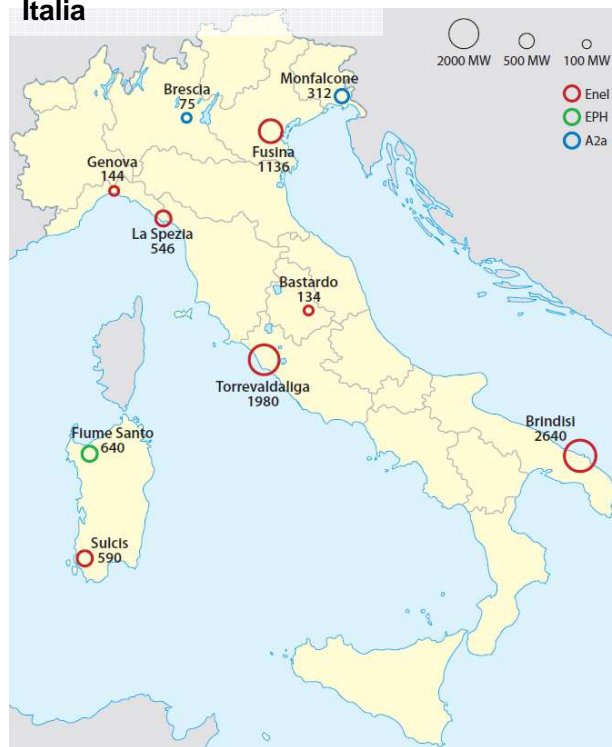 Italia
2000 MW 500 MW 100 MW
Enel
EPH
A2a
Monfalcone
312
Brescia
75
Fusina
1136
Genova
144
La Spezia
546
Bastardo
134
Torrevaldaliga
1980
Brindisi
2640
Fiume Santo
640
Sulcis
590